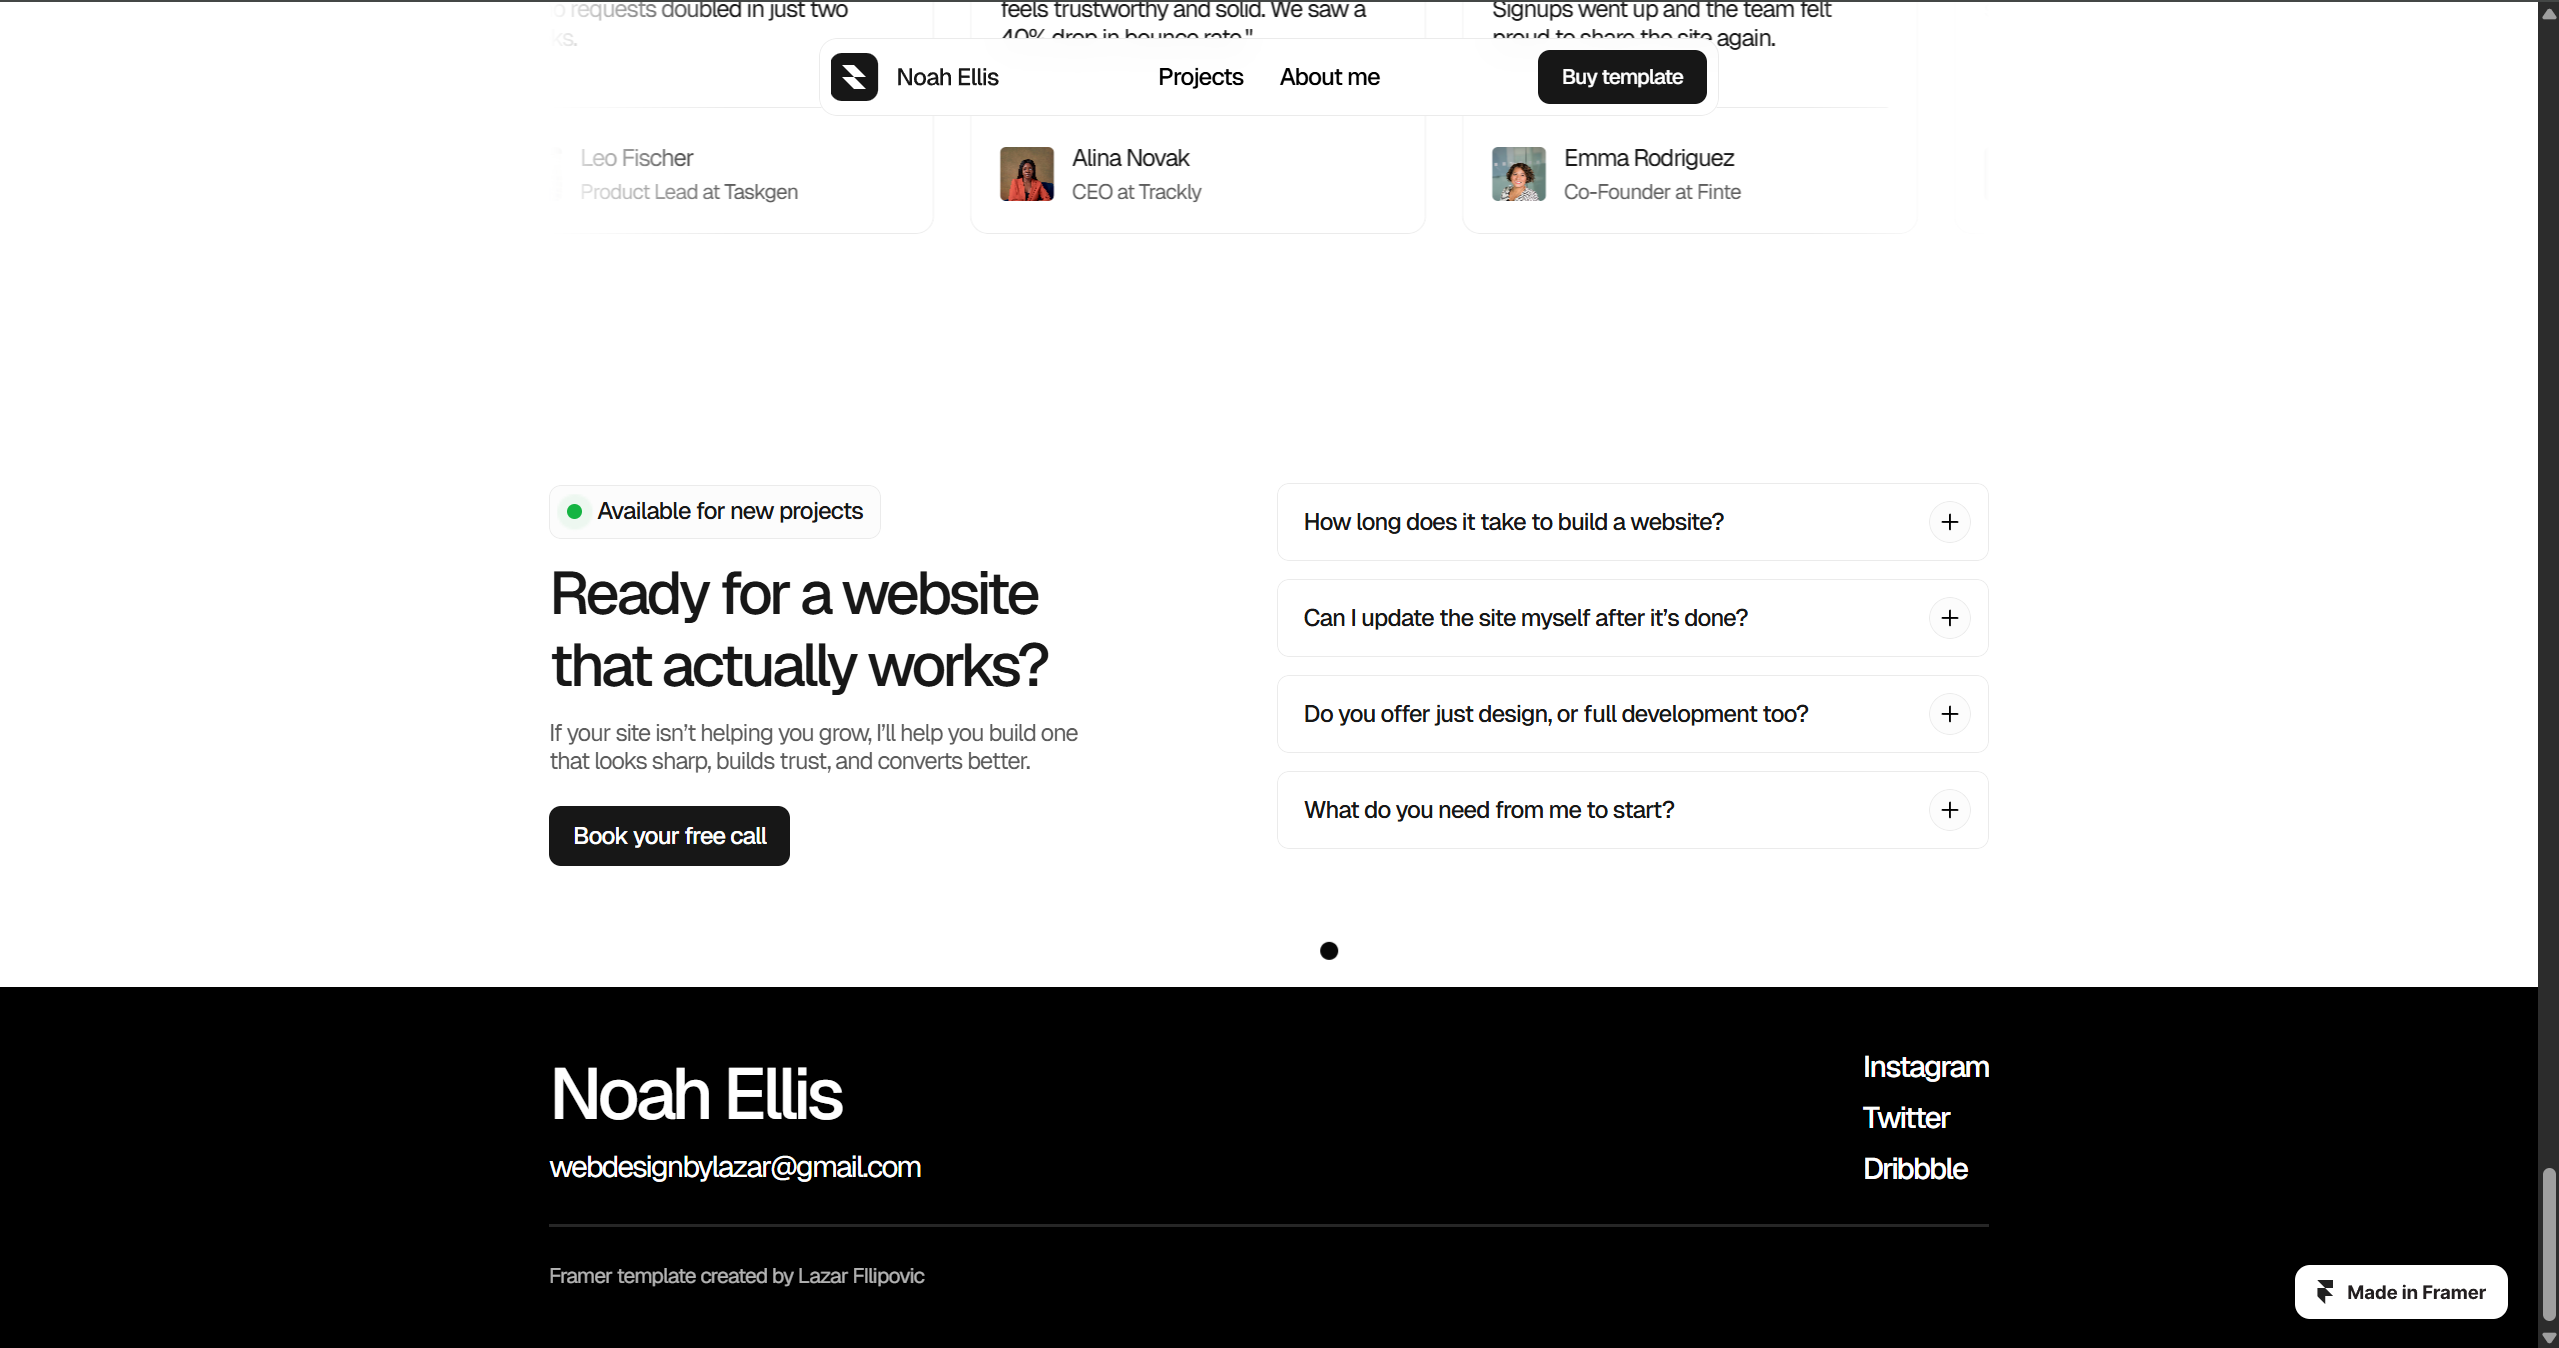 requests doubled in just two
ks.
feels trustworthy and solid. We saw a
40% drop in bounce rate."
Signups went up and the team felt
proud to share the site again.
Noah Ellis
Projects
About me
Buy template
Leo Fischer
Product Lead at Taskgen
Alina Novak
CEO at Trackly
Emma Rodriguez
Co-Founder at Finte
Available for new projects
Ready for a website
that actually works?
If your site isn’t helping you grow, I’ll help you build one
that looks sharp, builds trust, and converts better.
Book your free call
How long does it take to build a website?
Can I update the site myself after it’s done?
Do you offer just design, or full development too?
What do you need from me to start?
Noah Ellis
webdesignbylazar@gmail.com
Instagram
Twitter
Dribbble
Framer template created by Lazar FIlipovic
Made in Framer